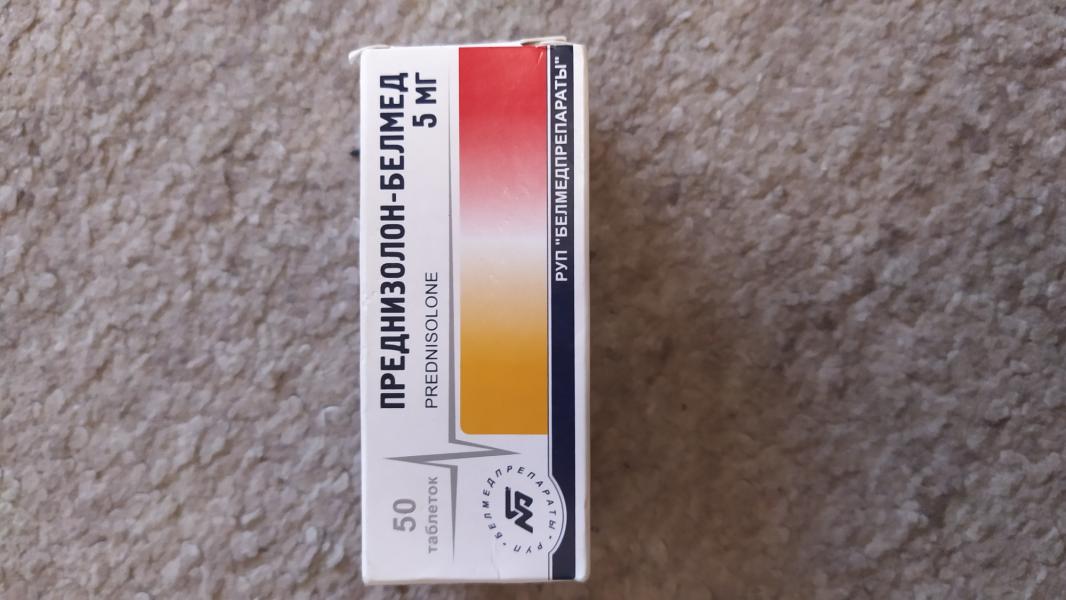 ПРЕДНИЗОЛОН-БЕЛМЕД
5 МГ
PREDNISOLONE
50
таблеток
РУП "БЕЛМЕДПРЕПАРАТЫ"
РУП • БЕЛМЕДПРЕПАРАТЫ •